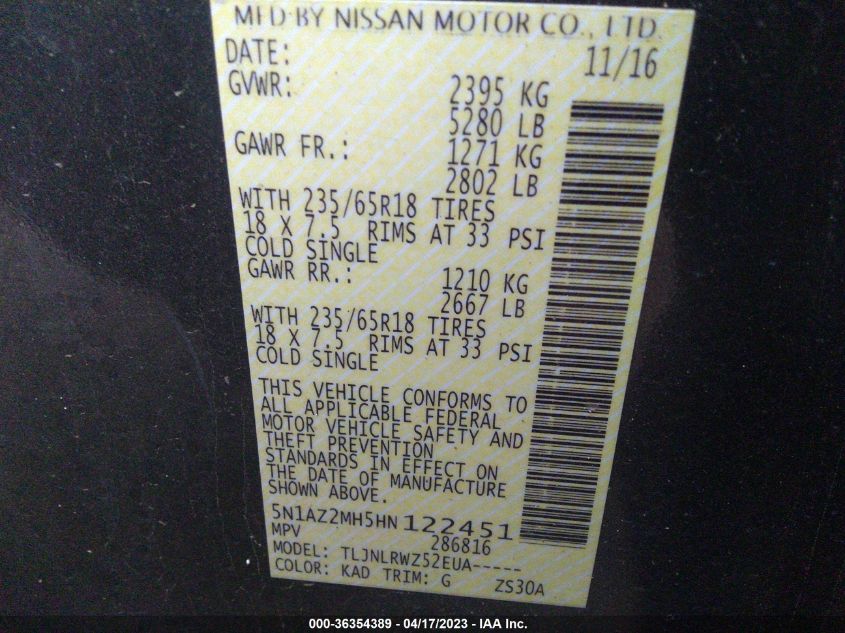 MFD BY NISSAN MOTOR CO., LTD.
DATE: 11/16
GVWR: 2395 KG
5280 LB
GAWR FR.: 1271 KG
2802 LB
WITH 235/65R18 TIRES
18 X 7.5 RIMS AT 33 PSI
COLD SINGLE
GAWR RR.: 1210 KG
2667 LB
WITH 235/65R18 TIRES
18 X 7.5 RIMS AT 33 PSI
COLD SINGLE
THIS VEHICLE CONFORMS TO
ALL APPLICABLE FEDERAL
MOTOR VEHICLE SAFETY AND
THEFT PREVENTION
STANDARDS IN EFFECT ON
THE DATE OF MANUFACTURE
SHOWN ABOVE.
5N1AZ2MH5HN122451
MPV 286816
MODEL: TLJNLRWZ52EUA-----
COLOR: KAD TRIM: G ZS30A
000-36354389 - 04/17/2023 - IAA Inc.